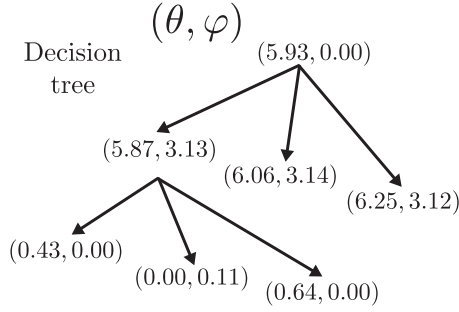 (θ, φ)
Decision
tree
(5.93, 0.00)
(5.87, 3.13)
(6.06, 3.14)
(6.25, 3.12)
(0.43, 0.00)
(0.00, 0.11)
(0.64, 0.00)